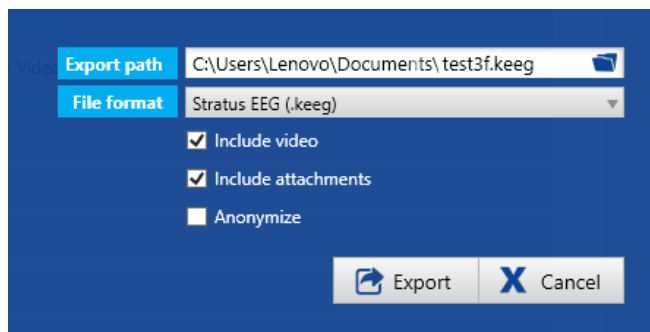 Export path C:\Users\Lenovo\Documents\ test3f.keeg
File format Stratus EEG (.keeg)
Include video
Include attachments
Anonymize
Export X Cancel